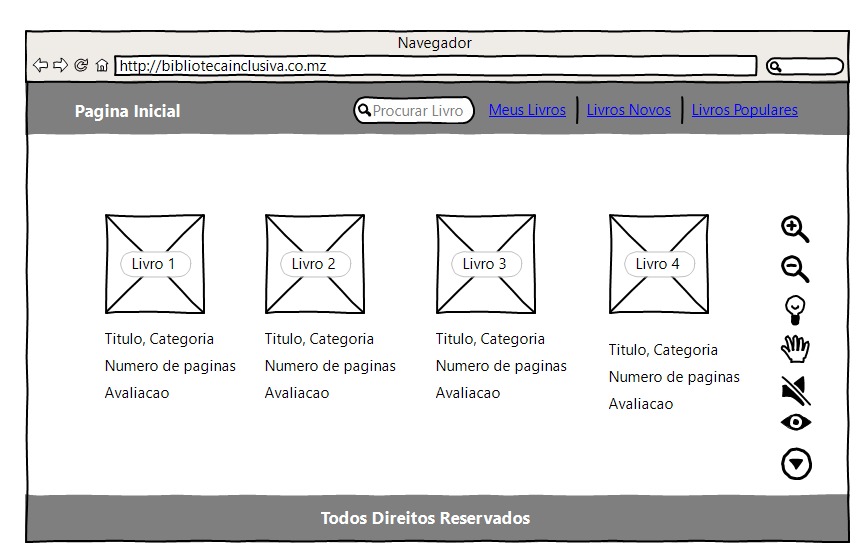 Navegador
http://bibliotecainclusiva.co.mz
Pagina Inicial
Procurar Livro
Meus Livros
Livros Novos
Livros Populares
Livro 1
Livro 2
Livro 3
Livro 4
Titulo, Categoria
Numero de paginas
Avaliacao
Titulo, Categoria
Numero de paginas
Avaliacao
Titulo, Categoria
Numero de paginas
Avaliacao
Titulo, Categoria
Numero de paginas
Avaliacao
Todos Direitos Reservados